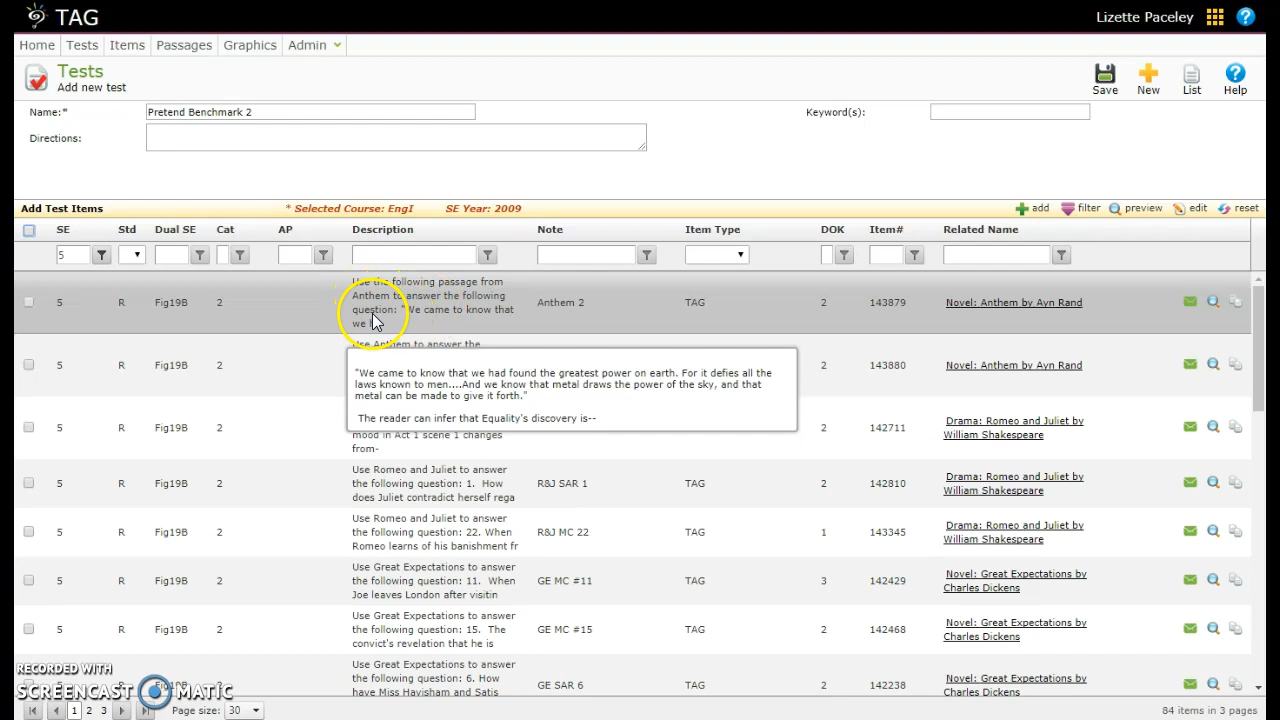 TAG
Lizette Paceley
Home Tests Items Passages Graphics Admin
Tests
Add new test
Save New List Help
Name:* Pretend Benchmark 2 Keyword(s):
Directions:
Add Test Items * Selected Course: EngI SE Year: 2009 add filter preview edit reset
SE Std Dual SE Cat AP Description Note Item Type DOK Item# Related Name
5
Use the following passage from
Anthem to answer the following
question: "We came to know that
we
5 R Fig19B 2 Anthem 2 TAG 2 143879 Novel: Anthem by Ayn Rand
Use Anthem to answer the
5 R Fig19B 2 2 143880 Novel: Anthem by Ayn Rand
"We came to know that we had found the greatest power on earth. For it defies all the
laws known to men....And we know that metal draws the power of the sky, and that
metal can be made to give it forth."
The reader can infer that Equality's discovery is--
5 R Fig19B 2 2 142711 Drama: Romeo and Juliet by
William Shakespeare
mood in Act 1 scene 1 changes
from-
Use Romeo and Juliet to answer
the following question: 1. How
does Juliet contradict herself rega
5 R Fig19B 2 R&J SAR 1 TAG 2 142810 Drama: Romeo and Juliet by
William Shakespeare
Use Romeo and Juliet to answer
the following question: 22. When
Romeo learns of his banishment fr
5 R Fig19B 2 R&J MC 22 TAG 1 143345 Drama: Romeo and Juliet by
William Shakespeare
Use Great Expectations to answer
the following question: 11. When
Joe leaves London after visitin
5 R Fig19B 2 GE MC #11 TAG 3 142429 Novel: Great Expectations by
Charles Dickens
Use Great Expectations to answer
the following question: 15. The
convict's revelation that he is
5 R Fig19B 2 GE MC #15 TAG 2 142468 Novel: Great Expectations by
Charles Dickens
Use Great Expectations to answer
the following question: 6. How
have Miss Havisham and Satis
5 R Fig19B 2 GE SAR 6 TAG 2 142238 Novel: Great Expectations by
Charles Dickens
RECORDED WITH
SCREENCAST MATIC
1 2 3 Page size: 30 84 items in 3 pages